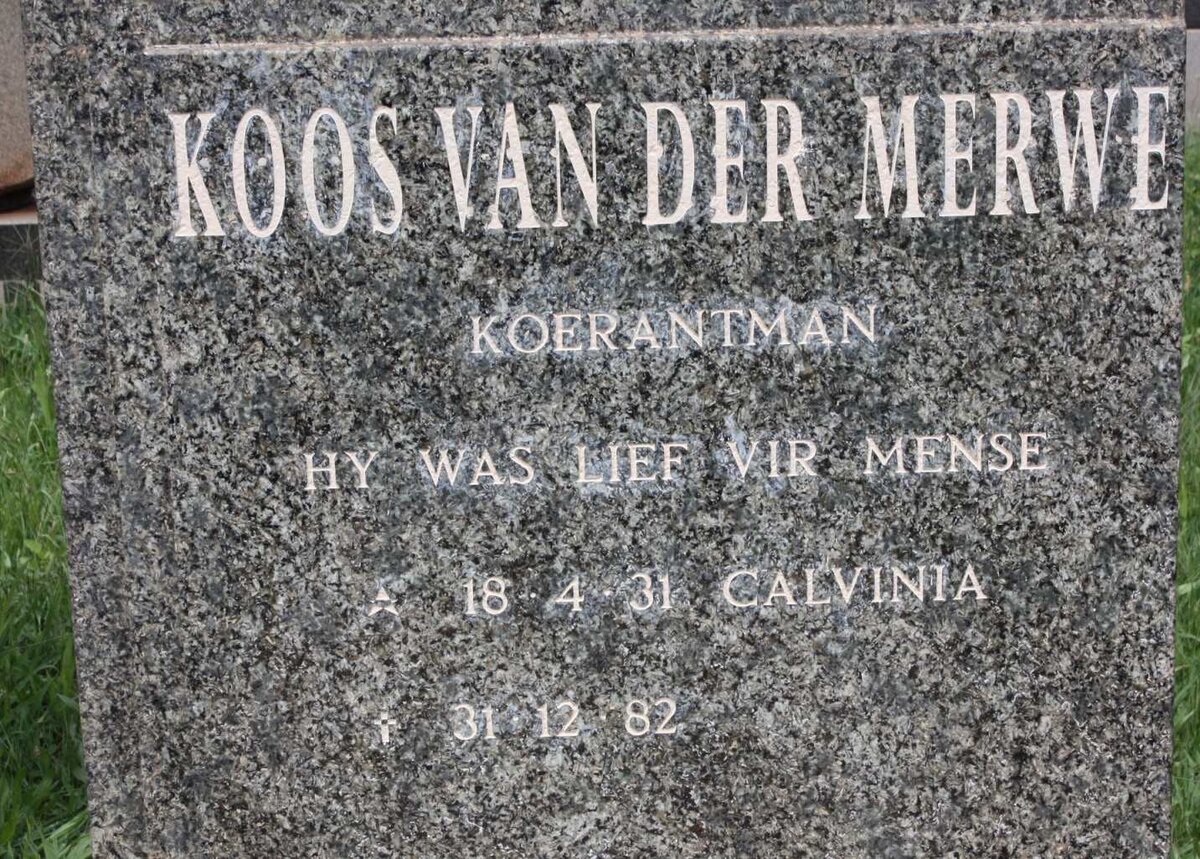 KOOS VAN DER MERWE
KOERANTMAN
HY WAS LIEF VIR MENSE
18·4·31 CALVINIA
✝ 31·12 82